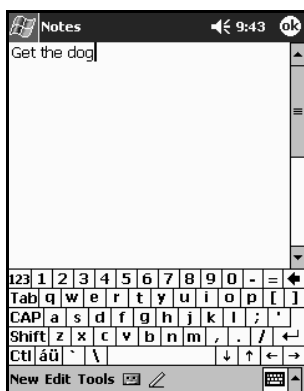 Notes 9:43 ok
Get the dog
123 1 2 3 4 5 6 7 8 9 0 - =
Tab q w e r t y u i o p [ ]
CAP a s d f g h j k l ; '
Shift z x c v b n m , . /
Ctl áü ` \
New Edit Tools